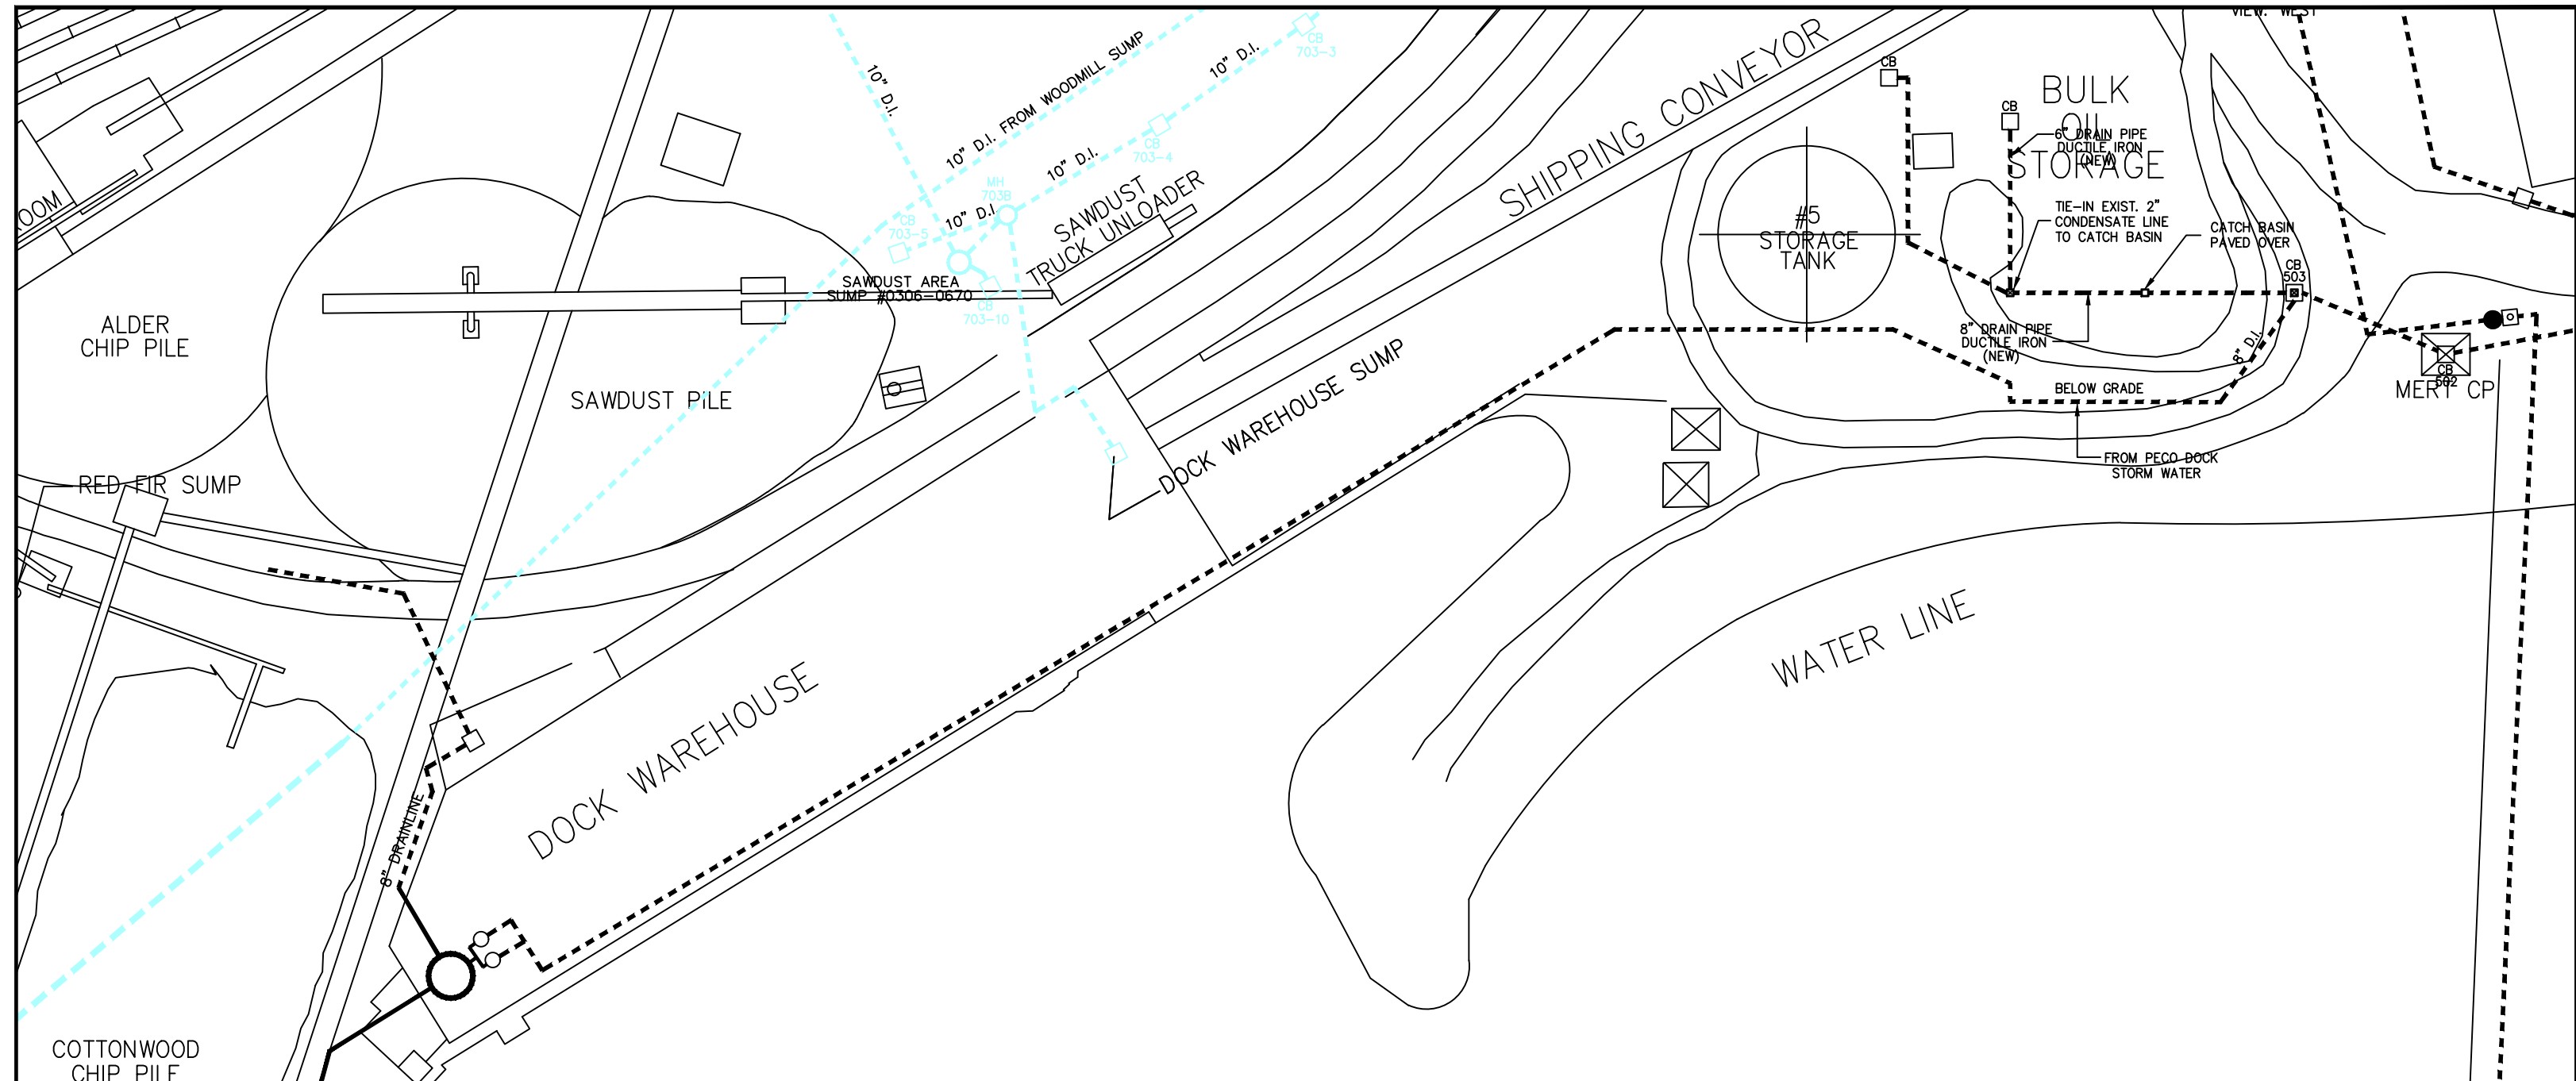 VIEW: WEST
10" D.I.
10" D.I. FROM WOODMILL SUMP
10" D.I.
CB
703-3
10" D.I.
CB
703-4
MH
703B
CB
703-5
10" D.I.
SAWDUST
TRUCK UNLOADER
SAWDUST AREA
SUMP #0306-0670
CB
703-10
SHIPPING CONVEYOR
CB
CB
BULK
OIL
STORAGE
6" DRAIN PIPE
DUCTILE IRON
(NEW)
#5
STORAGE
TANK
TIE-IN EXIST. 2"
CONDENSATE LINE
TO CATCH BASIN
CATCH BASIN
PAVED OVER
CB
503
8" DRAIN PIPE
DUCTILE IRON
(NEW)
8" D.I.
BELOW GRADE
CB
502
MERT CP
FROM PECO DOCK
STORM WATER
ALDER
CHIP PILE
SAWDUST PILE
DOCK WAREHOUSE SUMP
RED FIR SUMP
WATER LINE
DOCK WAREHOUSE
8" DRAINLINE
COTTONWOOD
CHIP PILE